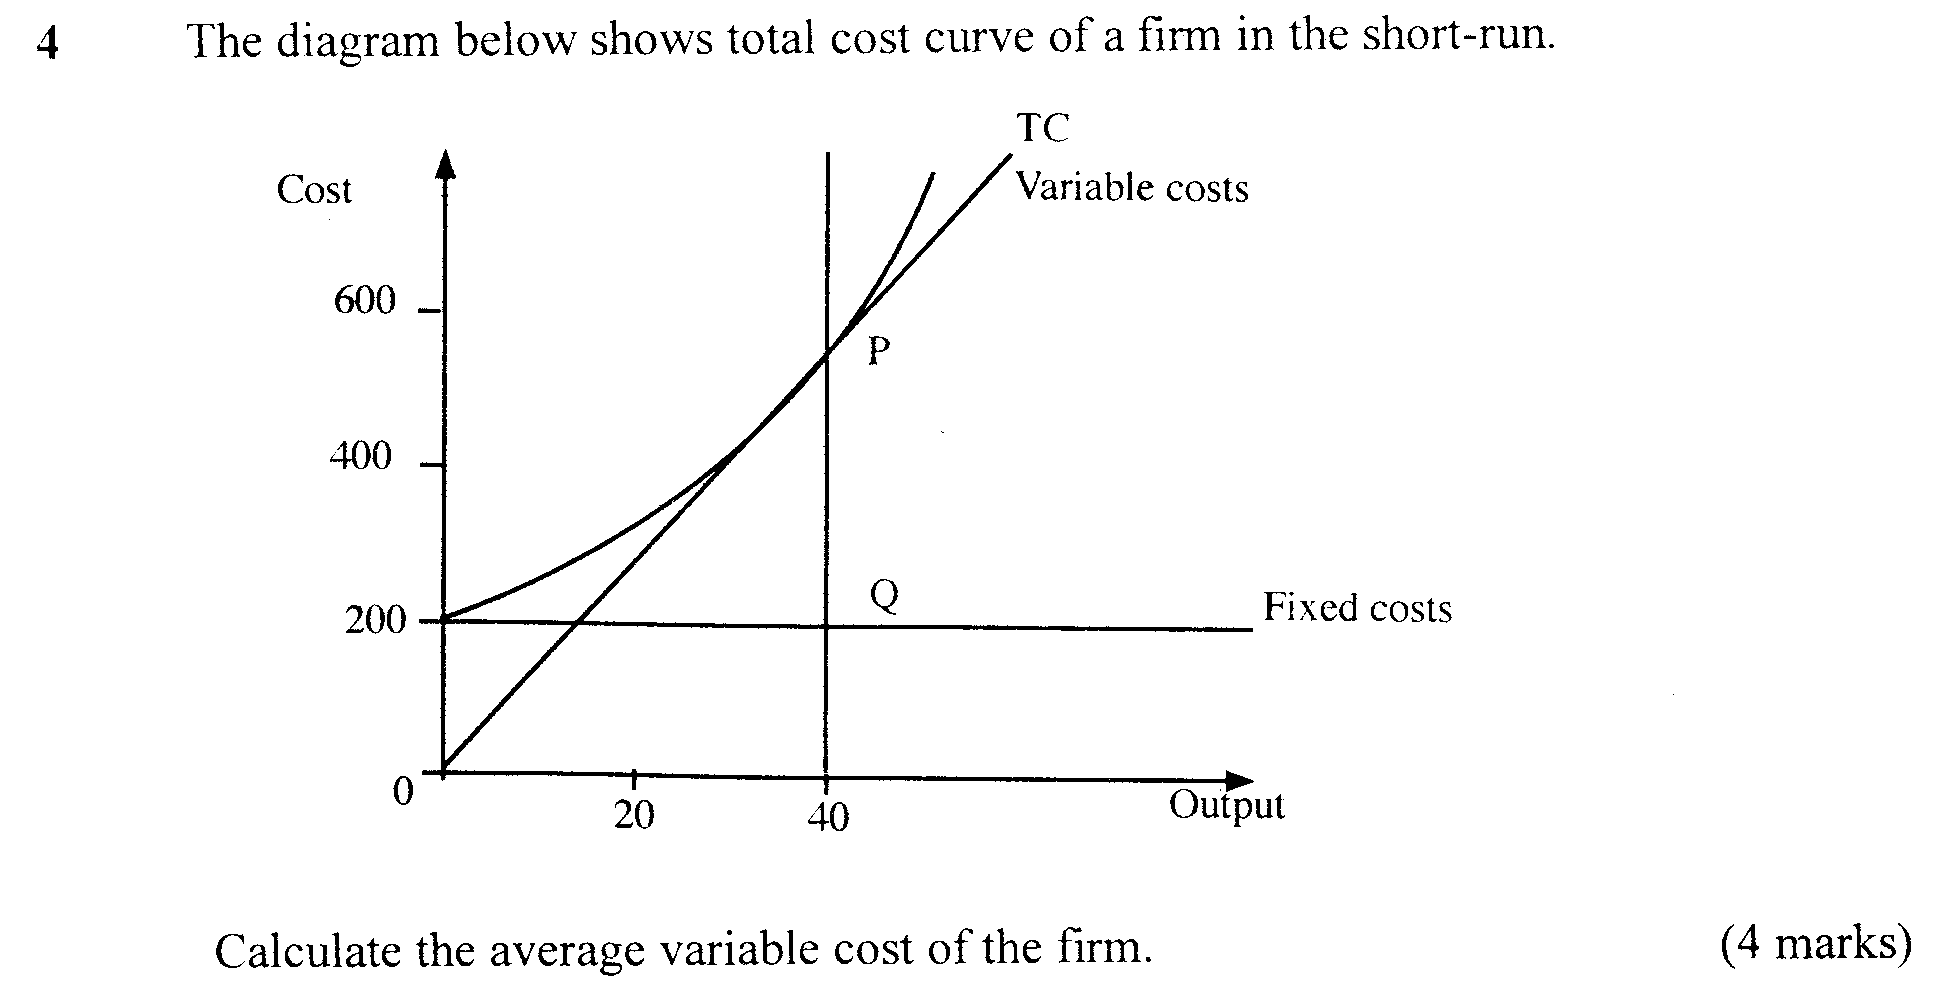 4 The diagram below shows total cost curve of a firm in the short-run.
TC
Cost
Variable costs
600
P
400
Q
200
Fixed costs
0
20
40
Output
Calculate the average variable cost of the firm. (4 marks)